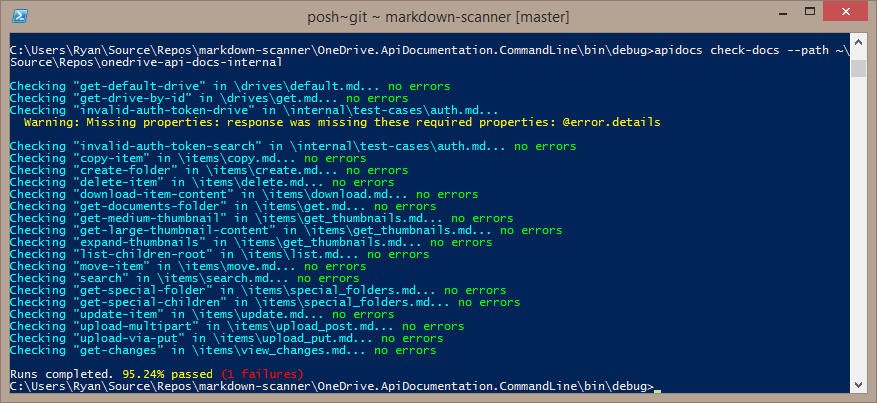 posh~git ~ markdown-scanner [master]
C:\Users\Ryan\Source\Repos\markdown-scanner\OneDrive.ApiDocumentation.CommandLine\bin\debug>apidocs check-docs --path ~\
Source\Repos\onedrive-api-docs-internal
Checking "get-default-drive" in \drives\default.md... no errors
Checking "get-drive-by-id" in \drives\get.md... no errors
Checking "invalid-auth-token-drive" in \internal\test-cases\auth.md...
Warning: Missing properties: response was missing these required properties: @error.details
Checking "invalid-auth-token-search" in \internal\test-cases\auth.md... no errors
Checking "copy-item" in \items\copy.md... no errors
Checking "create-folder" in \items\create.md... no errors
Checking "delete-item" in \items\delete.md... no errors
Checking "download-item-content" in \items\download.md... no errors
Checking "get-documents-folder" in \items\get.md... no errors
Checking "get-medium-thumbnail" in \items\get_thumbnails.md... no errors
Checking "get-large-thumbnail-content" in \items\get_thumbnails.md... no errors
Checking "expand-thumbnails" in \items\get_thumbnails.md... no errors
Checking "list-children-root" in \items\list.md... no errors
Checking "move-item" in \items\move.md... no errors
Checking "search" in \items\search.md... no errors
Checking "get-special-folder" in \items\special_folders.md... no errors
Checking "get-special-children" in \items\special_folders.md... no errors
Checking "update-item" in \items\update.md... no errors
Checking "upload-multipart" in \items\upload_post.md... no errors
Checking "upload-via-put" in \items\upload_put.md... no errors
Checking "get-changes" in \items\view_changes.md... no errors
Runs completed. 95.24% passed (1 failures)
C:\Users\Ryan\Source\Repos\markdown-scanner\OneDrive.ApiDocumentation.CommandLine\bin\debug>